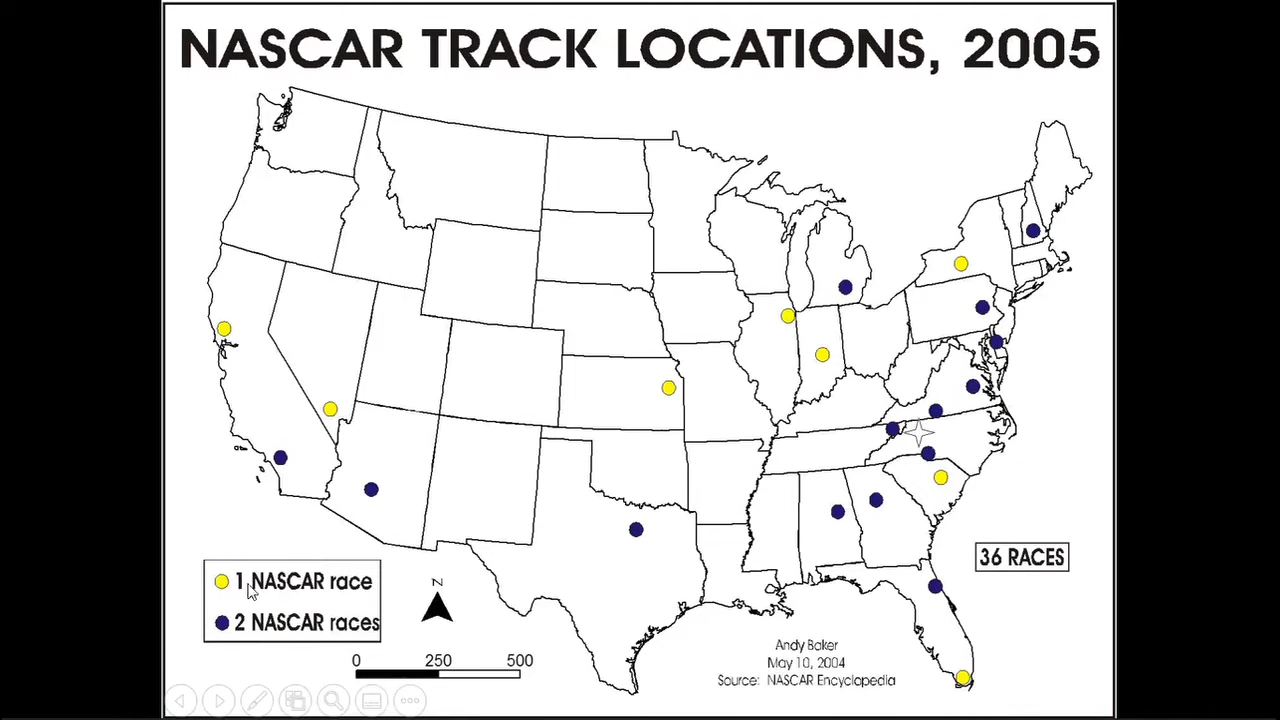 NASCAR TRACK LOCATIONS, 2005
36 RACES
1 NASCAR race
2 NASCAR races
N
0 250 500
Andy Baker
May 10, 2004
Source: NASCAR Encyclopedia